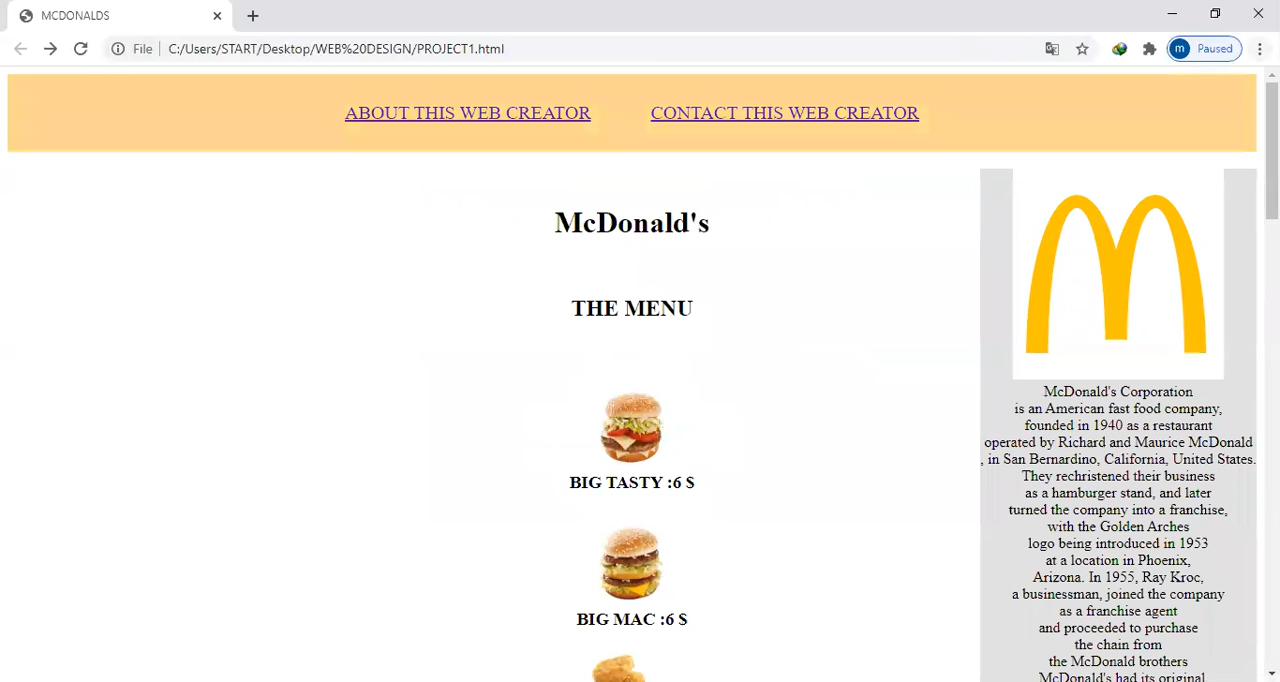 MCDONALDS
File
C:/Users/START/Desktop/WEB%20DESIGN/PROJECT1.html
m Paused
ABOUT THIS WEB CREATOR
CONTACT THIS WEB CREATOR
McDonald's
THE MENU
BIG TASTY :6 $
BIG MAC :6 $
McDonald's Corporation
is an American fast food company,
founded in 1940 as a restaurant
operated by Richard and Maurice McDonald
, in San Bernardino, California, United States.
They rechristened their business
as a hamburger stand, and later
turned the company into a franchise,
with the Golden Arches
logo being introduced in 1953
at a location in Phoenix,
Arizona. In 1955, Ray Kroc,
a businessman, joined the company
as a franchise agent
and proceeded to purchase
the chain from
the McDonald brothers
McDonald's had its original